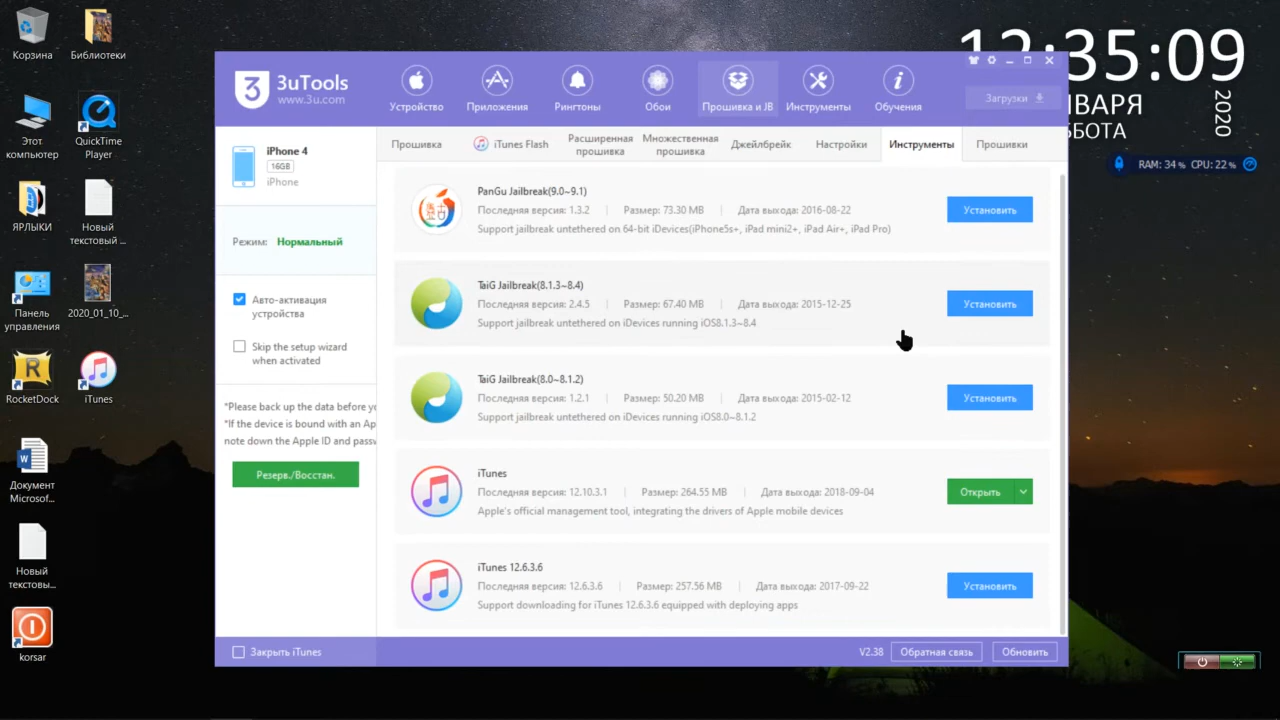 Корзина
Библиотеки
Этот
компьютер
QuickTime
Player
ЯРЛЫКИ
Новый
текстовый ...
Панель
управления
2020_01_10_...
RocketDock
iTunes
Документ
Microsof...
Новый
текстовы...
korsar
12:35:09
ЯНВАРЯ
2020
БОТА
RAM: 34 % CPU: 22 %
3
3uTools
www.3u.com
Устройство
Приложения
Рингтоны
Обои
Прошивка и JB
Инструменты
Обучения
Загрузки
iPhone 4
16GB
iPhone
Режим: Нормальный
Авто-активация
устройства
Skip the setup wizard
when activated
*Please back up the data before yo
*If the device is bound with an Ap
note down the Apple ID and passw
Резерв./Восстан.
Прошивка
iTunes Flash
Расширенная
прошивка
Множественная
прошивка
Джейлбрейк
Настройки
Инструменты
Прошивки
PanGu Jailbreak(9.0~9.1)
Последняя версия: 1.3.2 | Размер: 73.30 MB | Дата выхода: 2016-08-22
Support jailbreak untethered on 64-bit iDevices(iPhone5s+, iPad mini2+, iPad Air+, iPad Pro)
Установить
TaiG Jailbreak(8.1.3~8.4)
Последняя версия: 2.4.5 | Размер: 67.40 MB | Дата выхода: 2015-12-25
Support jailbreak untethered on iDevices running iOS8.1.3~8.4
Установить
TaiG Jailbreak(8.0~8.1.2)
Последняя версия: 1.2.1 | Размер: 50.20 MB | Дата выхода: 2015-02-12
Support jailbreak untethered on iDevices running iOS8.0~8.1.2
Установить
iTunes
Последняя версия: 12.10.3.1 | Размер: 264.55 MB | Дата выхода: 2018-09-04
Apple's official management tool, integrating the drivers of Apple mobile devices
Открыть
iTunes 12.6.3.6
Последняя версия: 12.6.3.6 | Размер: 257.56 MB | Дата выхода: 2017-09-22
Support downloading for iTunes 12.6.3.6 equipped with deploying apps
Установить
Закрыть iTunes
V2.38
Обратная связь
Обновить